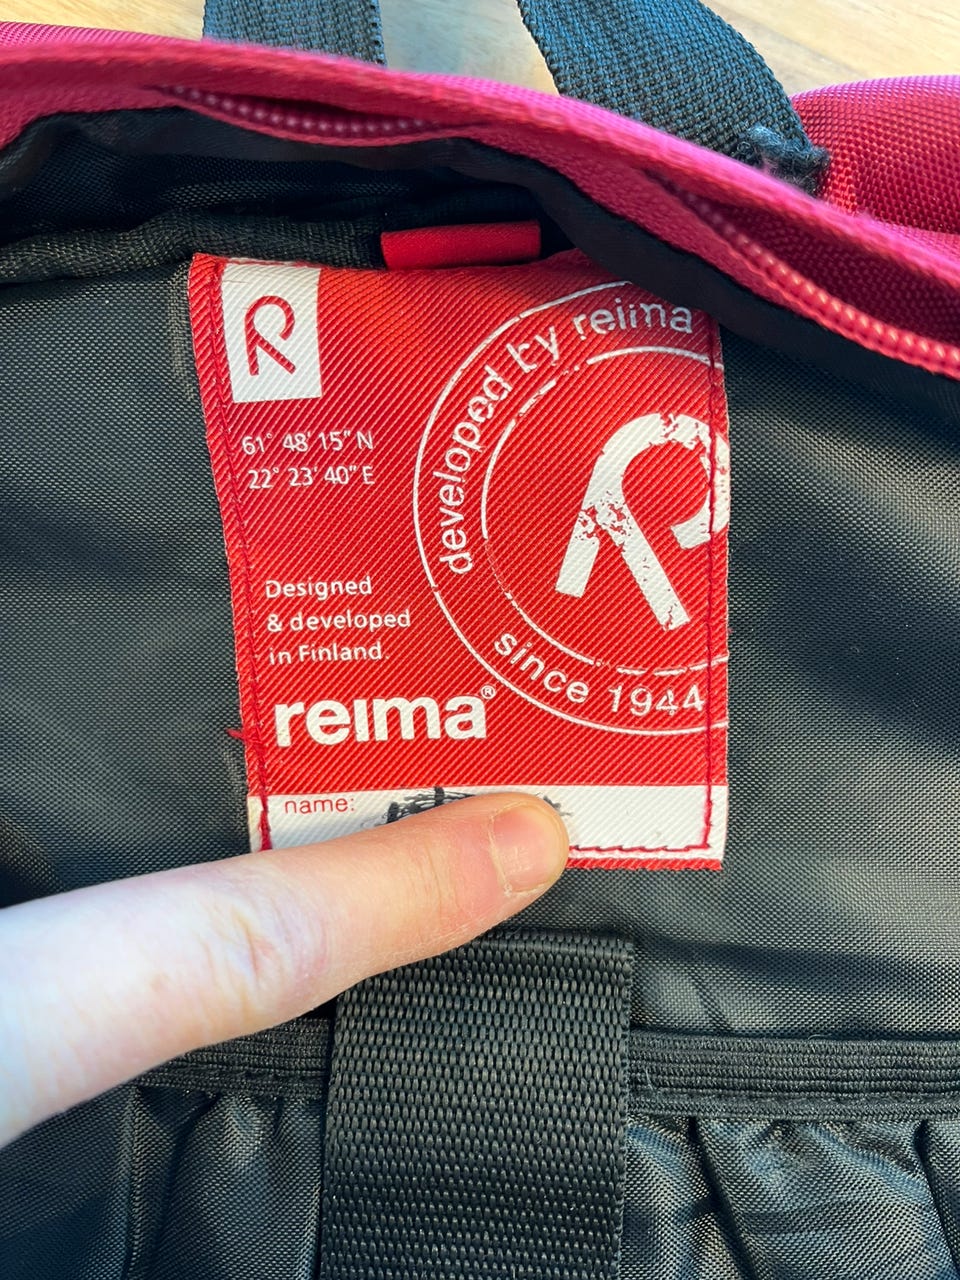 developed by reima
61° 48' 15" N
22° 23' 40" E
Designed
& developed
in Finland.
since 1944
reima®
name: